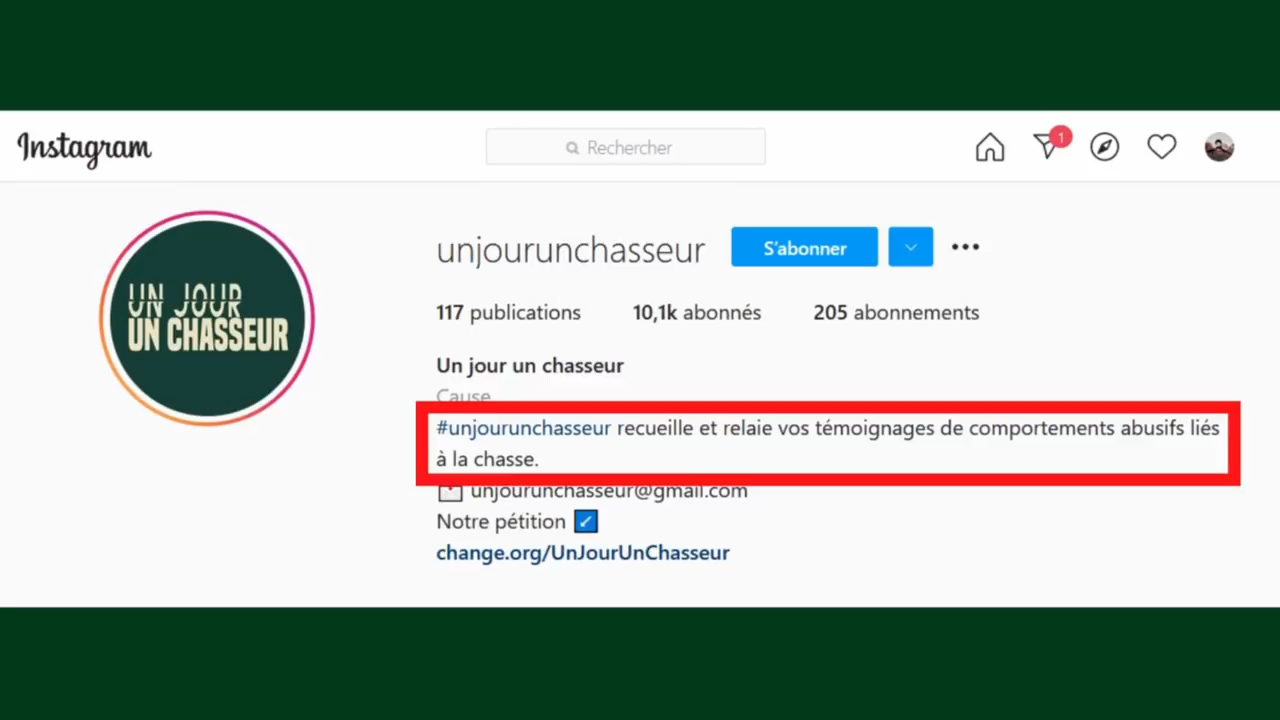 Instagram
Rechercher
1
UN JOUR
UN CHASSEUR
unjourunchasseur
S'abonner
117 publications 10,1k abonnés 205 abonnements
Un jour un chasseur
Cause
#unjourunchasseur recueille et relaie vos témoignages de comportements abusifs liés
à la chasse.
unjourunchasseur@gmail.com
Notre pétition
change.org/UnJourUnChasseur